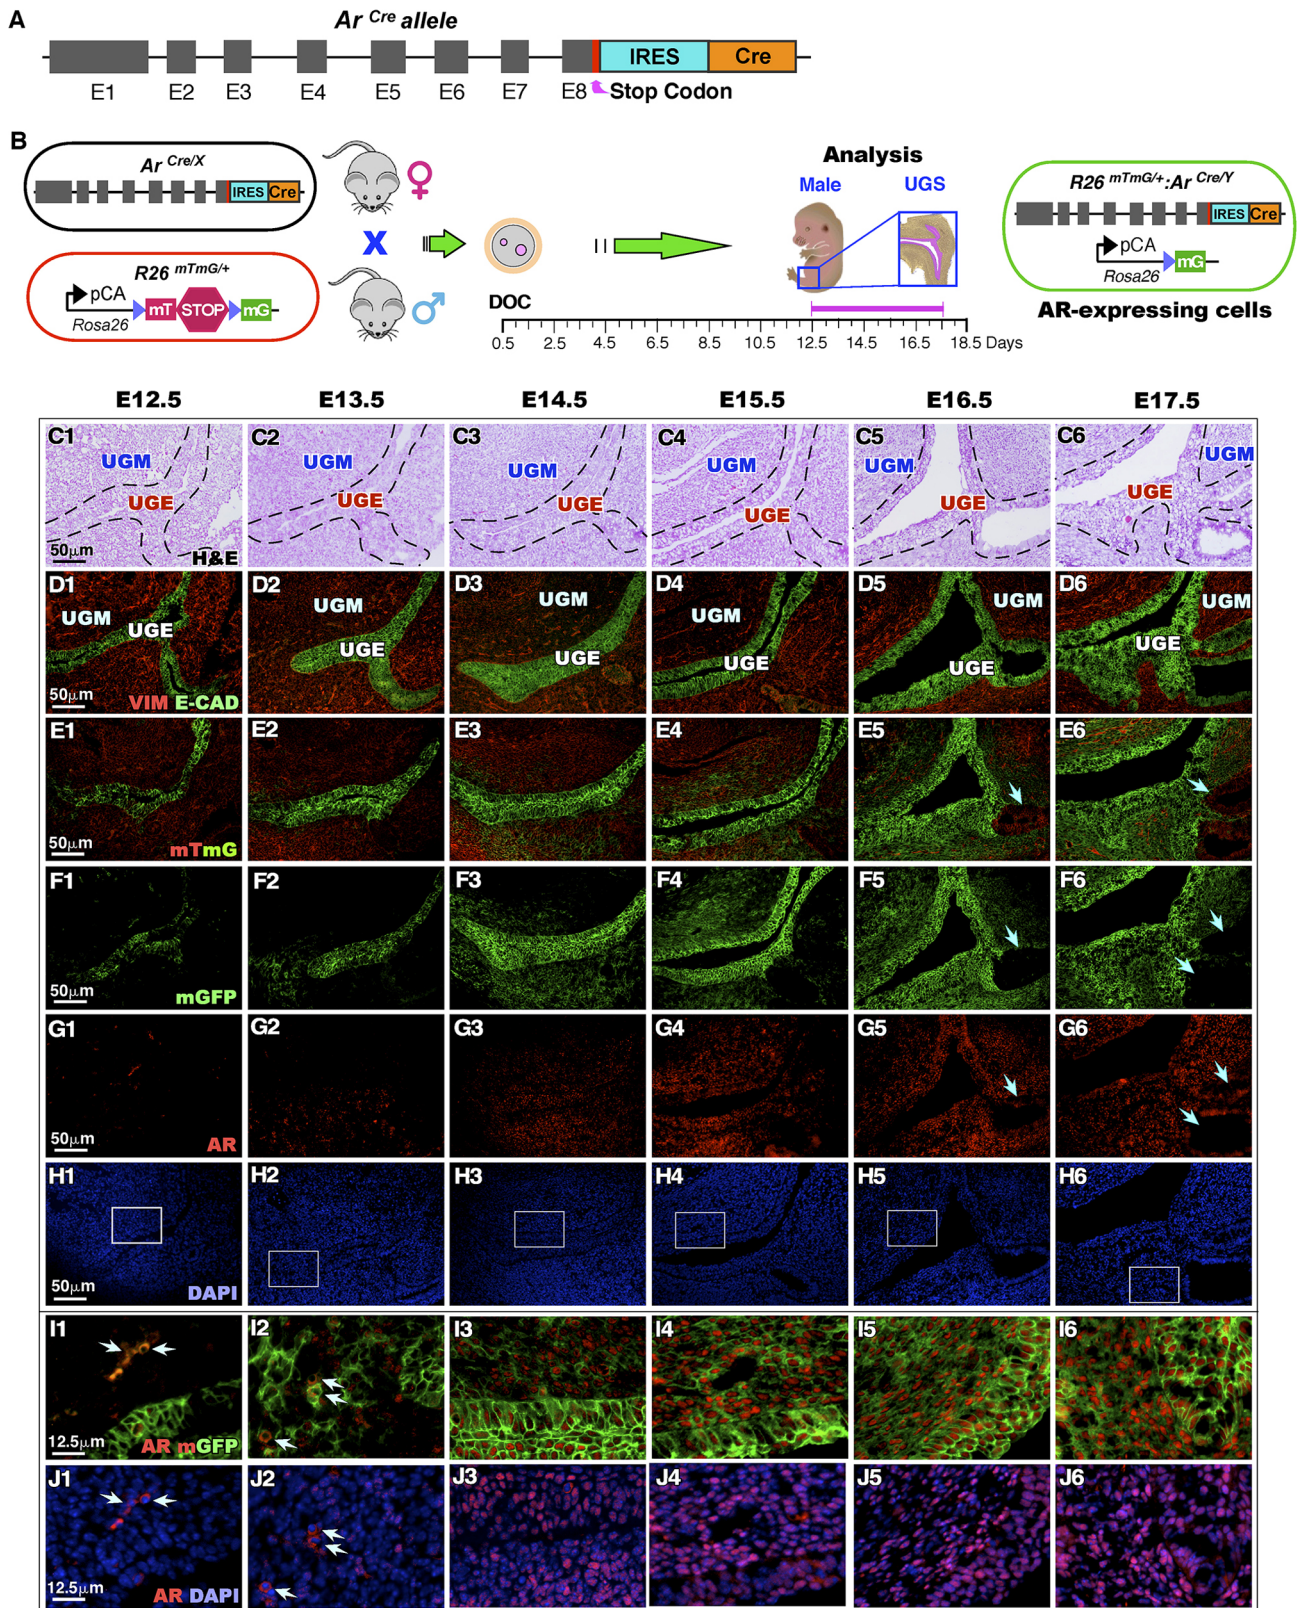 A
Ar Cre allele
IRES Cre
E1 E2 E3 E4 E5 E6 E7 E8 Stop Codon
B
Ar Cre/X
IRES Cre
X
R26 mTmG/+
pCA
mT STOP mG
Rosa26
DOC
0.5 2.5 4.5 6.5 8.5 10.5 12.5 14.5 16.5 18.5 Days
Analysis
Male UGS
R26 mTmG/+:Ar Cre/Y
IRES Cre
pCA
mG
Rosa26
AR-expressing cells
E12.5 E13.5 E14.5 E15.5 E16.5 E17.5
C1 C2 C3 C4 C5 C6
UGM UGM UGM UGM UGM UGM
UGE UGE UGE UGE UGE UGE
50µm H&E
D1 D2 D3 D4 D5 D6
UGM UGM UGM UGM UGM UGM
UGE UGE UGE UGE UGE UGE
50µm VIM E-CAD
E1 E2 E3 E4 E5 E6
50µm mTmG
F1 F2 F3 F4 F5 F6
50µm mGFP
G1 G2 G3 G4 G5 G6
50µm AR
H1 H2 H3 H4 H5 H6
50µm DAPI
I1 I2 I3 I4 I5 I6
12.5µm AR mGFP
J1 J2 J3 J4 J5 J6
12.5µm AR DAPI